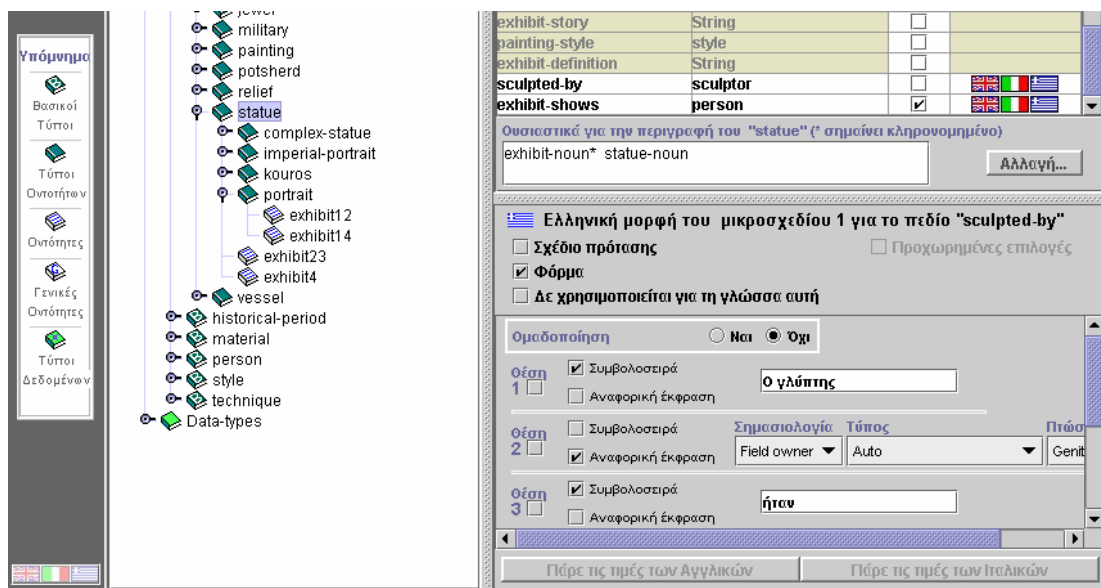 Υπόμνημα
Βασικοί
Τύποι
Τύποι
Οντοτήτων
Οντότητες
Γενικές
Οντότητες
Τύποι
Δεδομένων
jewel
military
painting
potsherd
relief
statue
complex-statue
imperial-portrait
kouros
portrait
exhibit12
exhibit14
exhibit23
exhibit4
vessel
historical-period
material
person
style
technique
Data-types
exhibit-story String
painting-style style
exhibit-definition String
sculpted-by sculptor
exhibit-shows person
Ουσιαστικά για την περιγραφή του "statue" (* σημαίνει κληρονομημένο)
exhibit-noun* statue-noun
Αλλαγή...
Ελληνική μορφή του μικροσχεδίου 1 για το πεδίο "sculpted-by"
Σχέδιο πρότασης Προχωρημένες επιλογές
Φόρμα
Δε χρησιμοποιείται για τη γλώσσα αυτή
Ομαδοποίηση Ναι Όχι
Θέση 1 Συμβολοσειρά Ο γλύπτης
Αναφορική έκφραση
Σημασιολογία Τύπος Πτώσ
Θέση 2 Συμβολοσειρά
Αναφορική έκφραση Field owner Auto Genit
Θέση 3 Συμβολοσειρά ήταν
Αναφορική έκφραση
Πάρε τις τιμές των Αγγλικών Πάρε τις τιμές των Ιταλικών